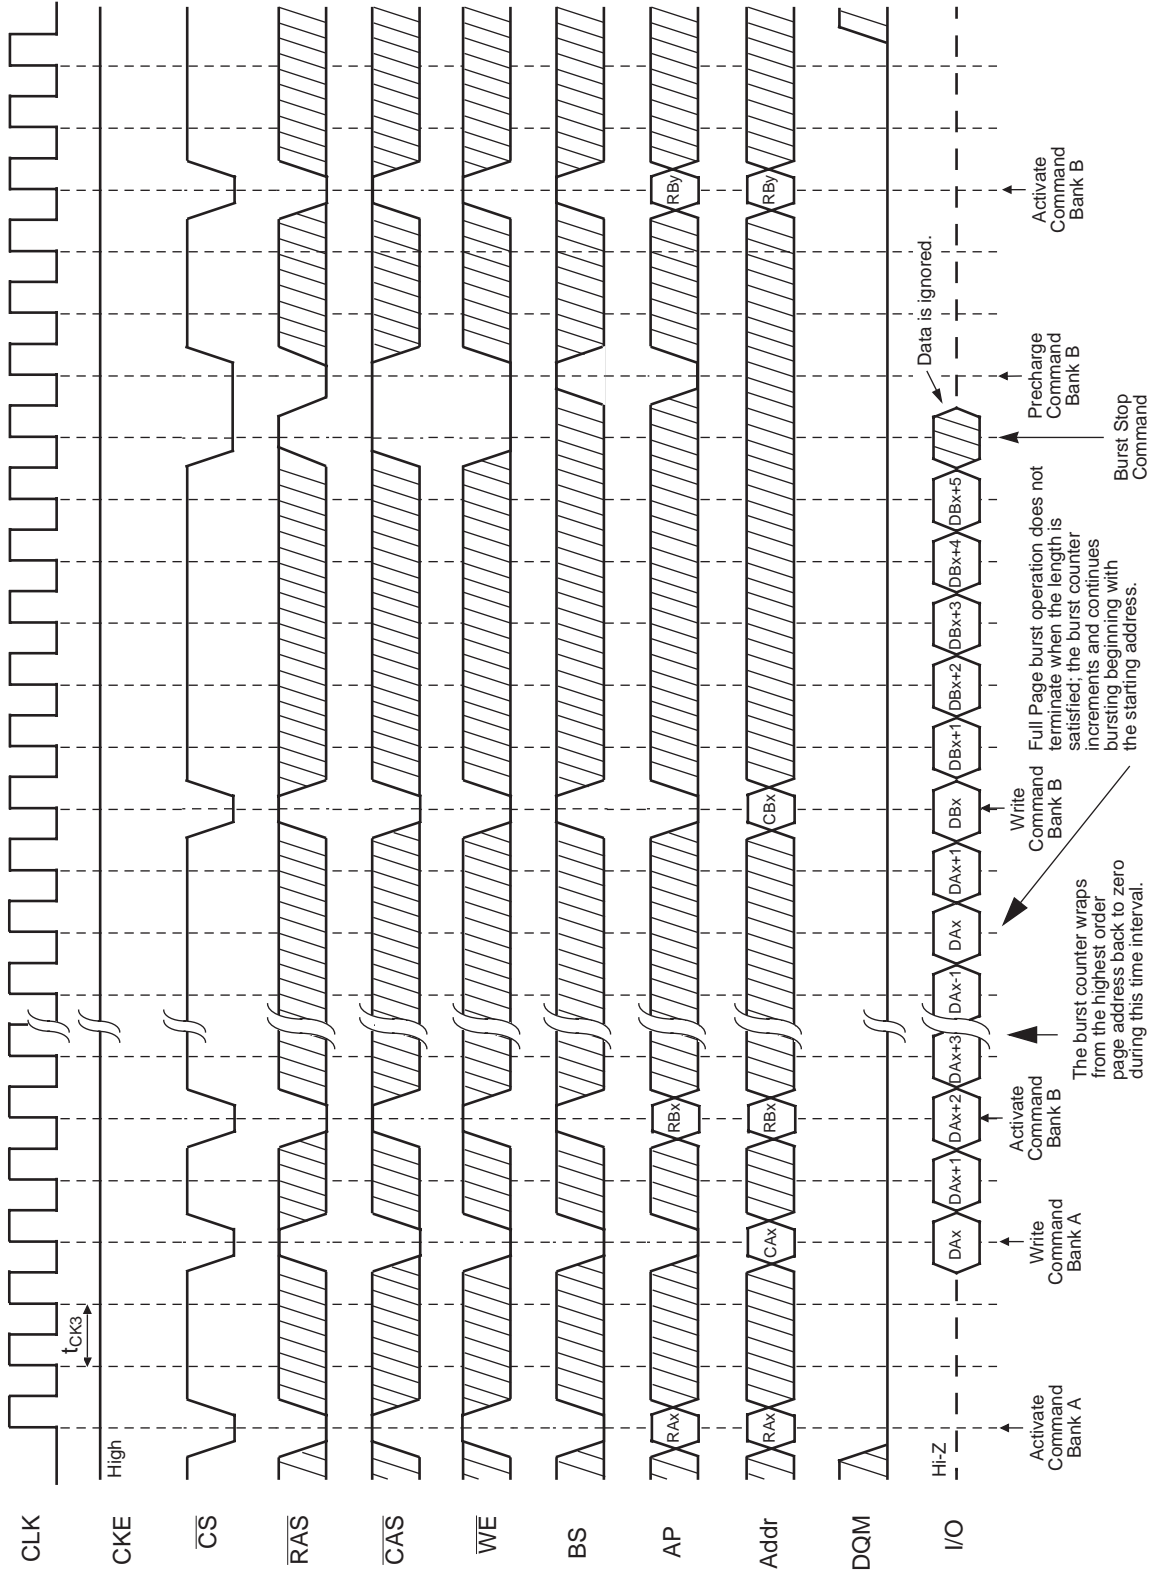 CLK
CKE
High
t_CK3
CS
RAS
CAS
WE
BS
AP
RAx
RBx
RBy
Addr
RAx
CAx
RBx
CBx
RBy
DQM
I/O
Hi-Z
DAx
DAx+1
DAx+2
DAx+3
DAx-1
DAx
DAx+1
DBx
DBx+1
DBx+2
DBx+3
DBx+4
DBx+5
Data is ignored.
Activate
Command
Bank A
Write
Command
Bank A
Activate
Command
Bank B
The burst counter wraps
from the highest order
page address back to zero
during this time interval.
Write
Command
Bank B
Full Page burst operation does not
terminate when the length is
satisfied; the burst counter
increments and continues
bursting beginning with
the starting address.
Burst Stop
Command
Precharge
Command
Bank B
Activate
Command
Bank B